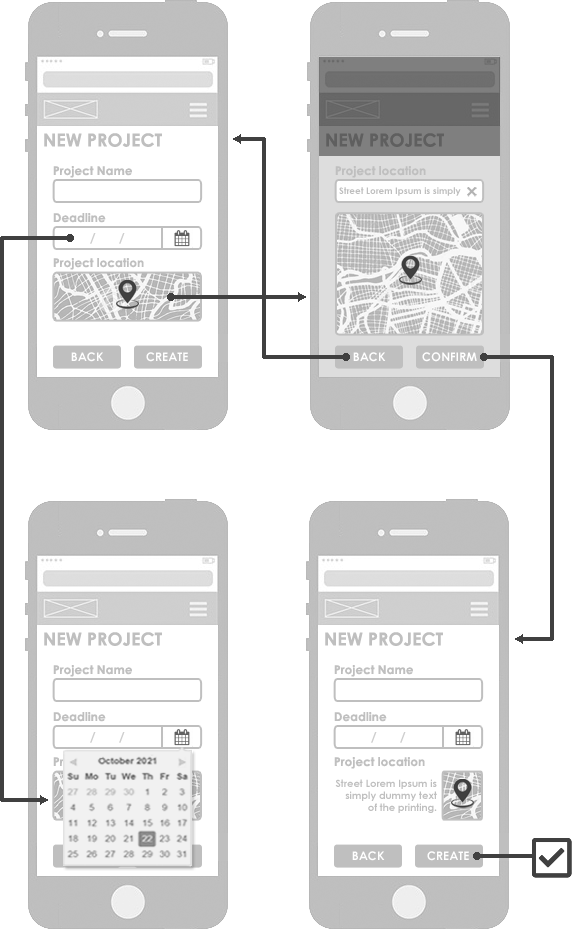 NEW PROJECT
Project Name
Deadline
/ /
Project location
BACK CREATE
NEW PROJECT
Project location
Street Lorem Ipsum is simply
BACK CONFIRM
NEW PROJECT
Project Name
Deadline
/ /
Pr
October 2021
Su Mo Tu We Th Fr Sa
27 28 29 30 1 2 3
4 5 6 7 8 9 10
11 12 13 14 15 16 17
18 19 20 21 22 23 24
25 26 27 28 29 30 31
NEW PROJECT
Project Name
Deadline
/ /
Project location
Street Lorem Ipsum is
simply dummy text
of the printing.
BACK CREATE